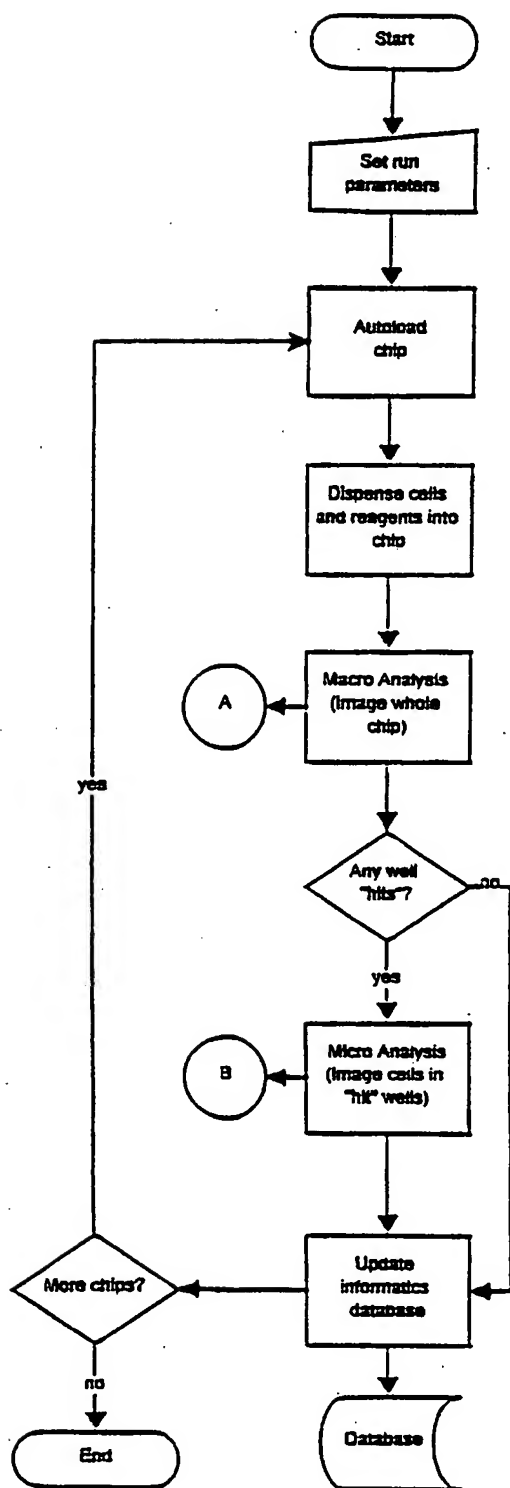 Start
Set run
parameters
Autoload
chip
Dispense cells
and reagents into
chip
A
Macro Analysis
(Image whole
chip)
yes
Any well
"hits"?
no
yes
B
Micro Analysis
(Image cells in
"hit" wells)
More chips?
Update
informatics
database
no
End
Database